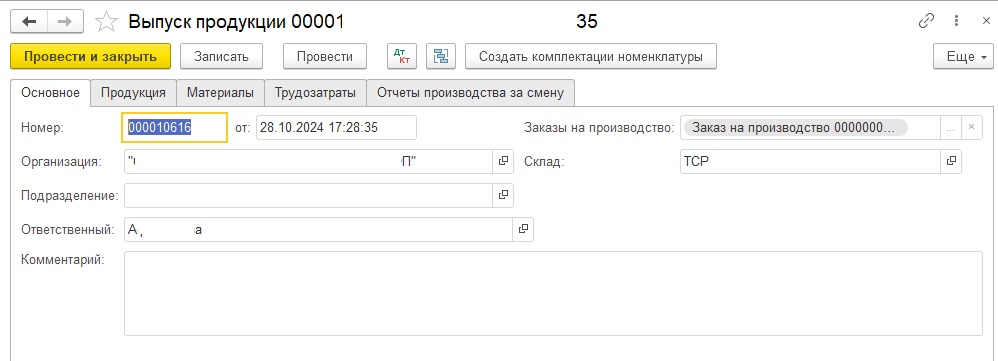 Выпуск продукции 00001 35
Провести и закрыть Записать Провести Дт Кт Создать комплектации номенклатуры Еще
Основное Продукция Материалы Трудозатраты Отчеты производства за смену
Номер: 000010616 от: 28.10.2024 17:28:35 Заказы на производство: Заказ на производство 0000000... ... ×
Организация: " П" Склад: ТСР
Подразделение:
Ответственный: А ва
Комментарий: